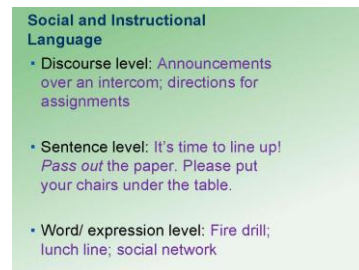 Social and Instructional
Language
▪ Discourse level: Announcements
over an intercom; directions for
assignments
▪ Sentence level: It's time to line up!
Pass out the paper. Please put
your chairs under the table.
▪ Word/ expression level: Fire drill;
lunch line; social network